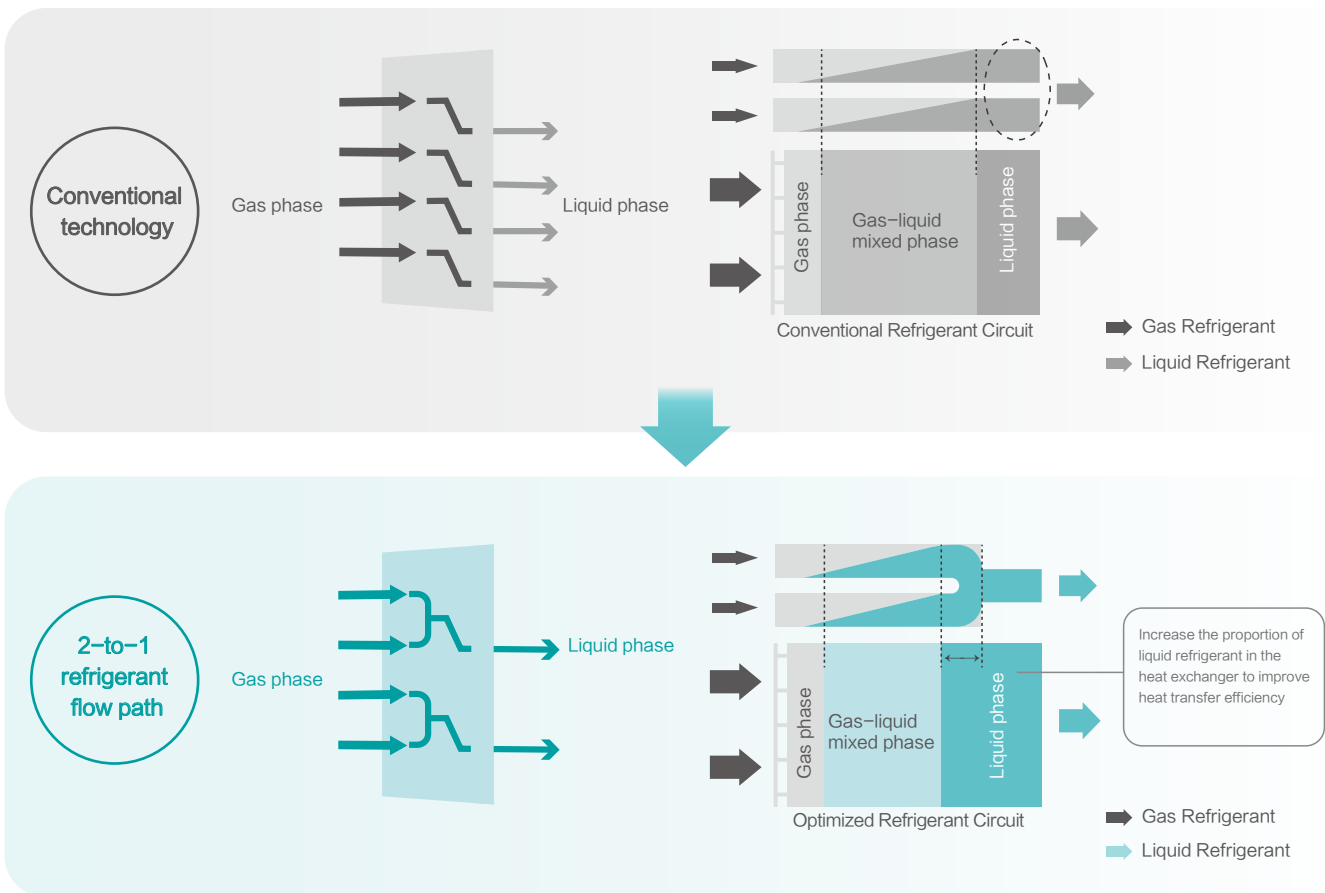 Conventional
technology
Gas phase
Liquid phase
Gas phase
Gas-liquid
mixed phase
Liquid phase
Conventional Refrigerant Circuit
Gas Refrigerant
Liquid Refrigerant
2-to-1
refrigerant
flow path
Gas phase
Liquid phase
Gas phase
Gas-liquid
mixed phase
Liquid phase
Optimized Refrigerant Circuit
Increase the proportion of
liquid refrigerant in the
heat exchanger to improve
heat transfer efficiency
Gas Refrigerant
Liquid Refrigerant